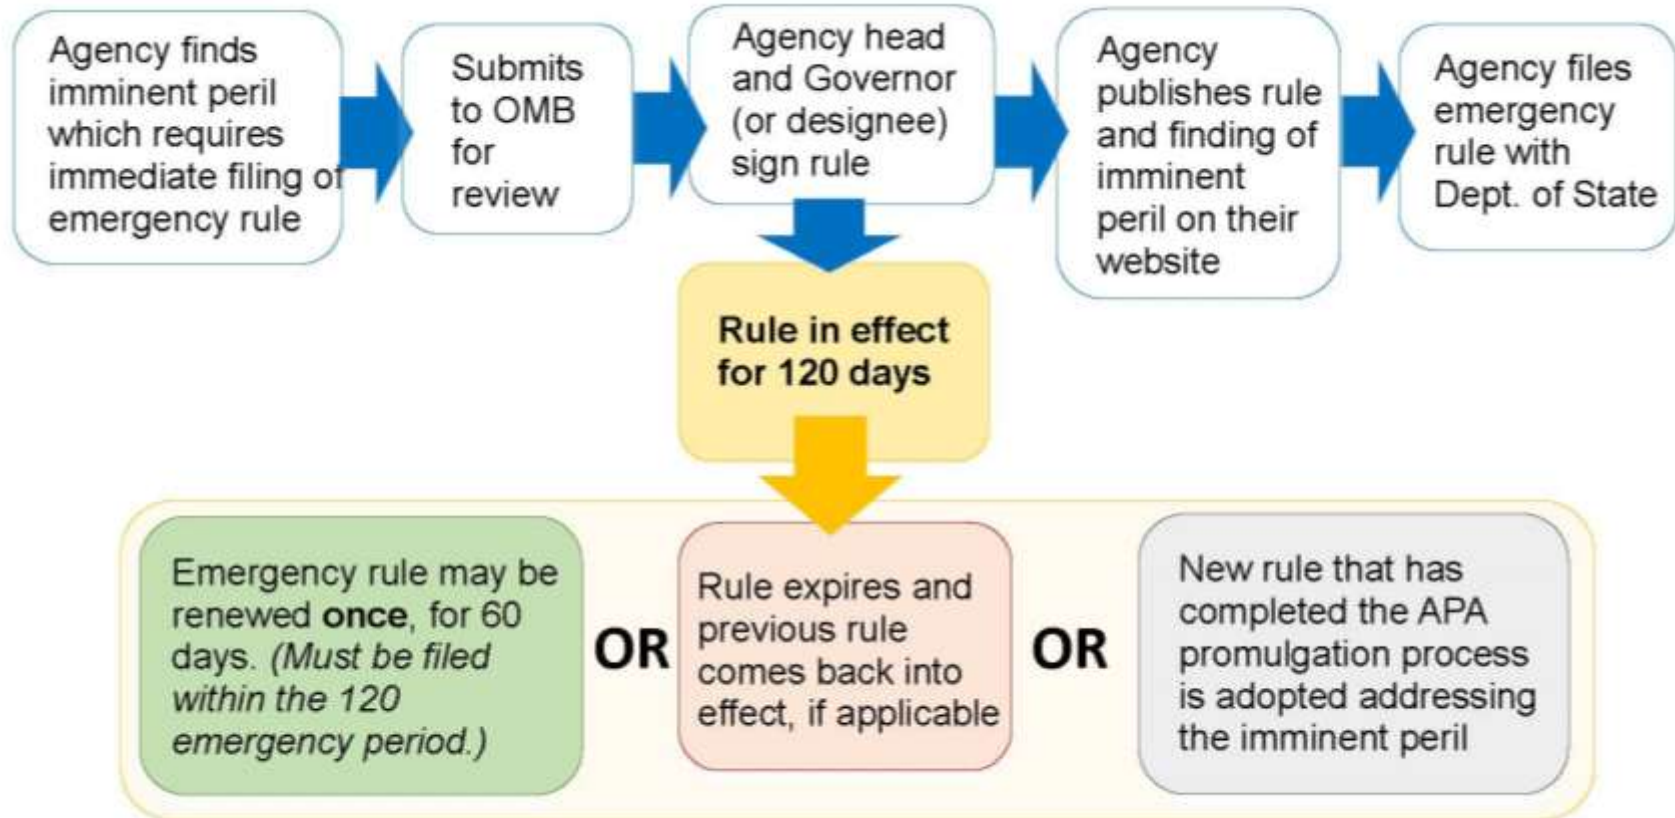 Agency finds
imminent peril
which requires
immediate filing of
emergency rule
Submits
to OMB
for
review
Agency head
and Governor
(or designee)
sign rule
Agency
publishes rule
and finding of
imminent
peril on their
website
Agency files
emergency
rule with
Dept. of State
Rule in effect
for 120 days
Emergency rule may be
renewed once, for 60
days. (Must be filed
within the 120
emergency period.)
OR
Rule expires and
previous rule
comes back into
effect, if applicable
OR
New rule that has
completed the APA
promulgation process
is adopted addressing
the imminent peril